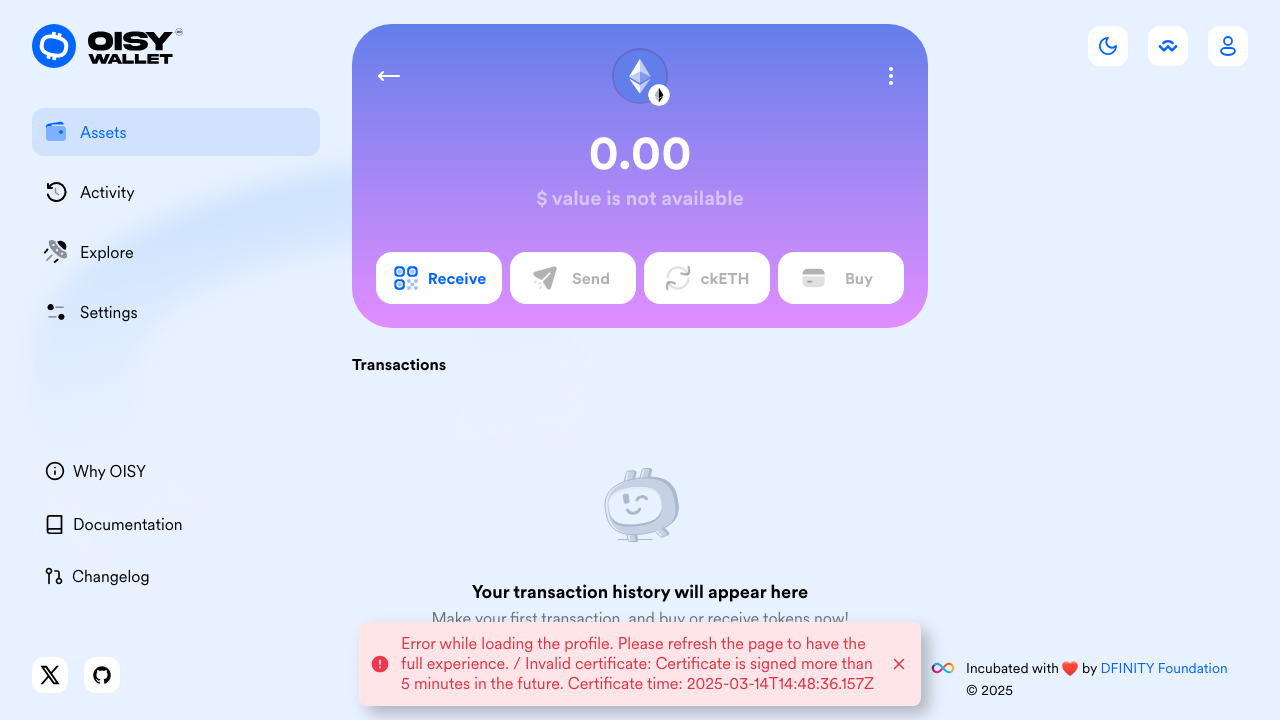 OISY
WALLET
Assets
Activity
Explore
Settings
Why OISY
Documentation
Changelog
0.00
$ value is not available
Receive
Send
ckETH
Buy
Transactions
Your transaction history will appear here
Make your first transaction, and buy or receive tokens now!
Error while loading the profile. Please refresh the page to have the
full experience. / Invalid certificate: Certificate is signed more than
5 minutes in the future. Certificate time: 2025-03-14T14:48:36.157Z
Incubated with ❤️ by DFINITY Foundation
© 2025